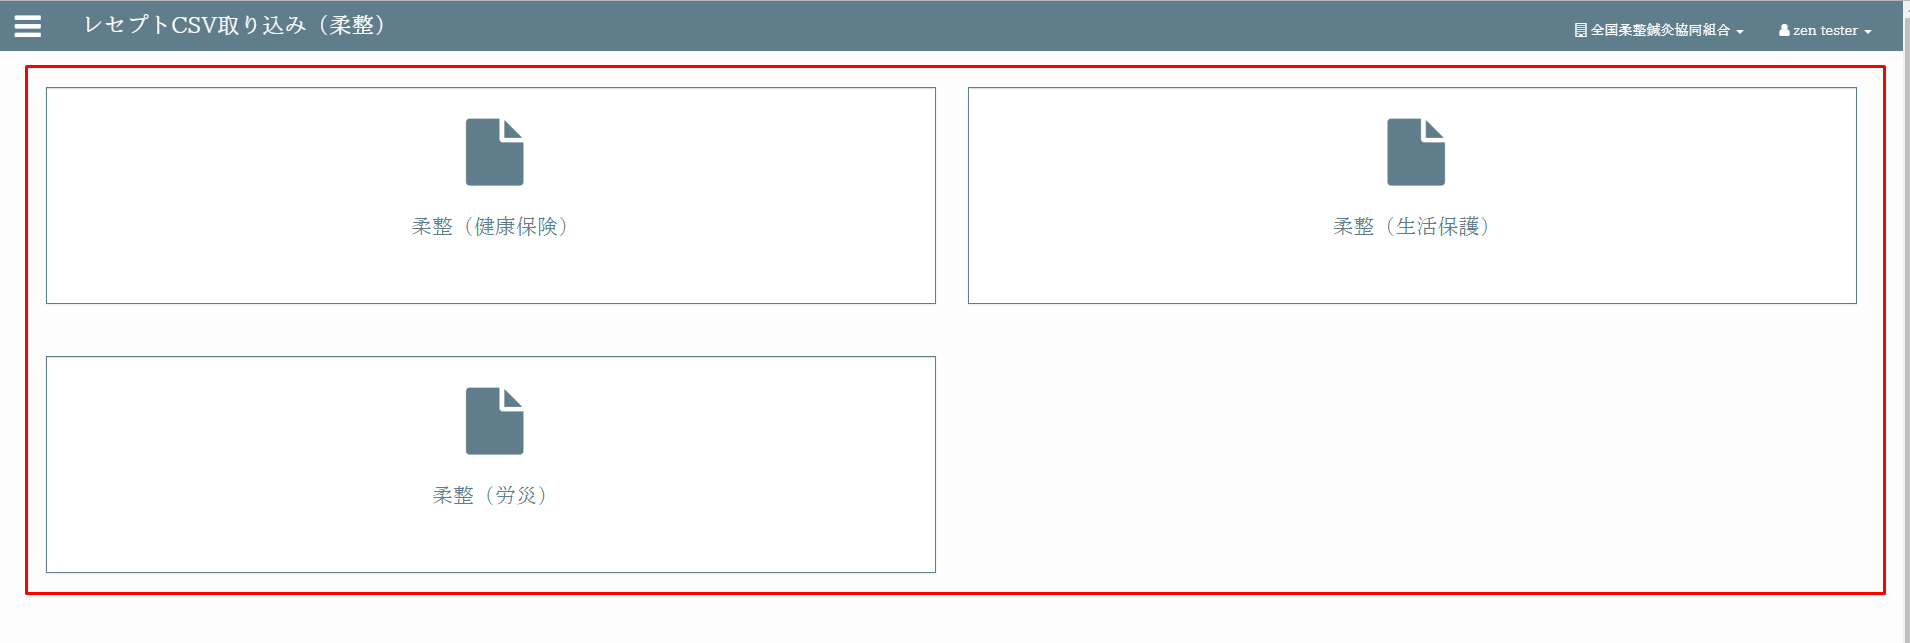 レセプトCSV取り込み（柔整）
全国柔整鍼灸協同組合
zen tester
柔整（健康保険）
柔整（生活保護）
柔整（労災）